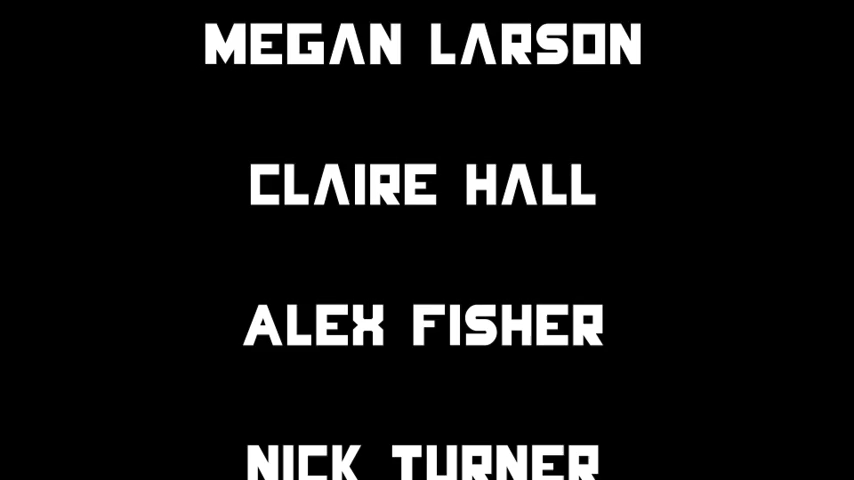 MEGAN LARSON
CLAIRE HALL
ALEX FISHER
NICK TURNER